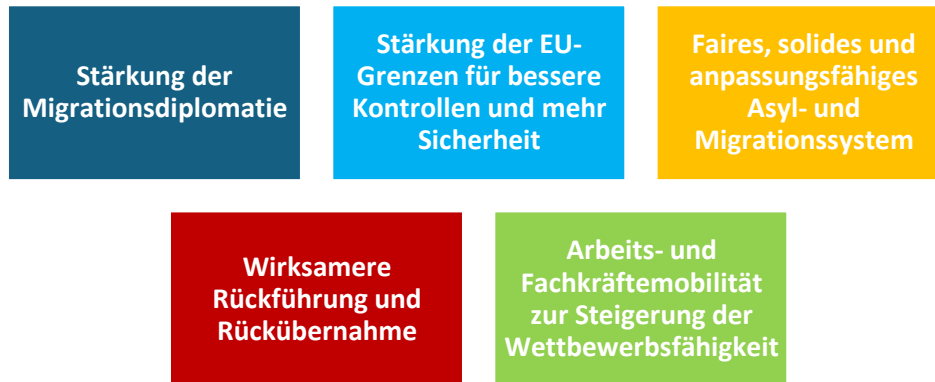 Stärkung der
Migrationsdiplomatie
Stärkung der EU-
Grenzen für bessere
Kontrollen und mehr
Sicherheit
Faires, solides und
anpassungsfähiges
Asyl- und
Migrationssystem
Wirksamere
Rückführung und
Rückübernahme
Arbeits- und
Fachkräftemobilität
zur Steigerung der
Wettbewerbsfähigkeit